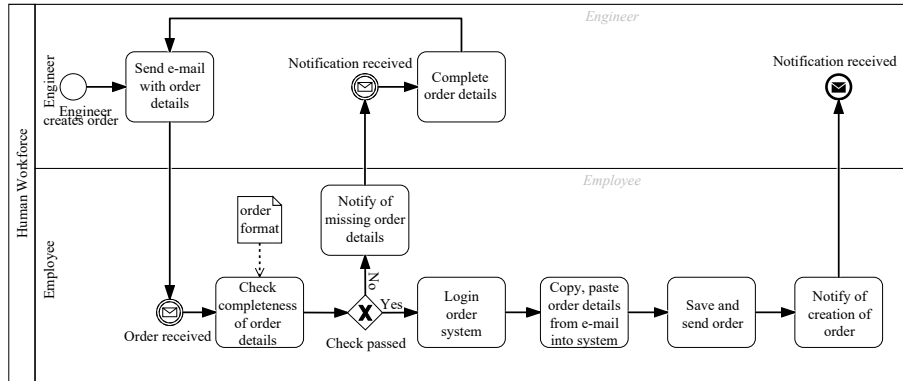 Human Workforce
Engineer
Engineer
Engineer
creates order
Send e-mail
with order
details
Notification received
Complete
order details
Notification received
Employee
Employee
Order received
order
format
Check
completeness
of order
details
Notify of
missing order
details
No
Yes
Check passed
Login
order
system
Copy, paste
order details
from e-mail
into system
Save and
send order
Notify of
creation of
order